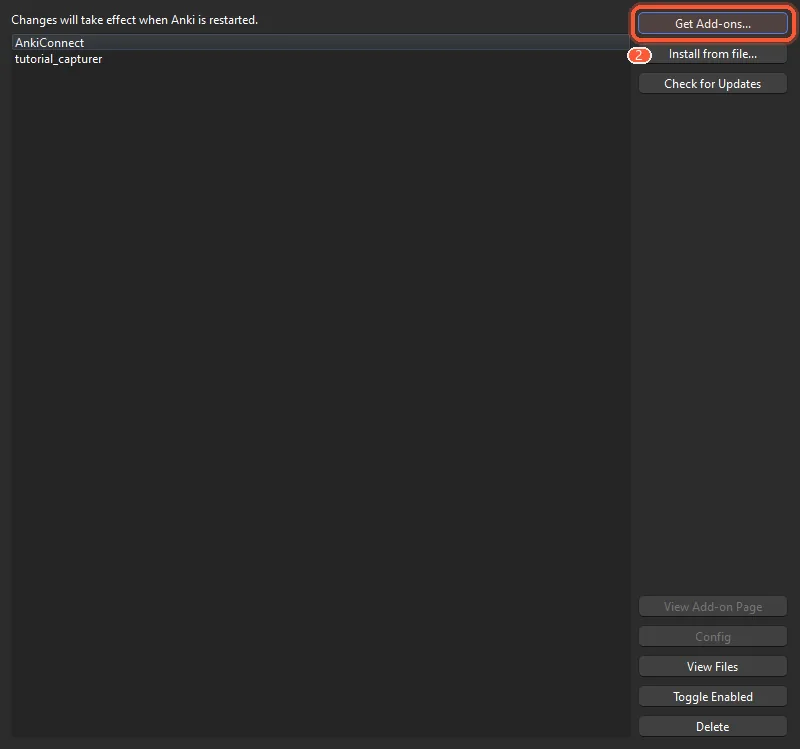 Changes will take effect when Anki is restarted.
Get Add-ons...
AnkiConnect
2
Install from file...
tutorial_capturer
Check for Updates
View Add-on Page
Config
View Files
Toggle Enabled
Delete